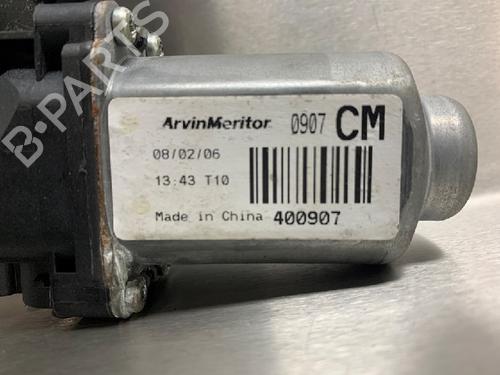 B-PARTS
ArvinMeritor 0907 CM
08/02/06
13:43 T10
Made in China 400907